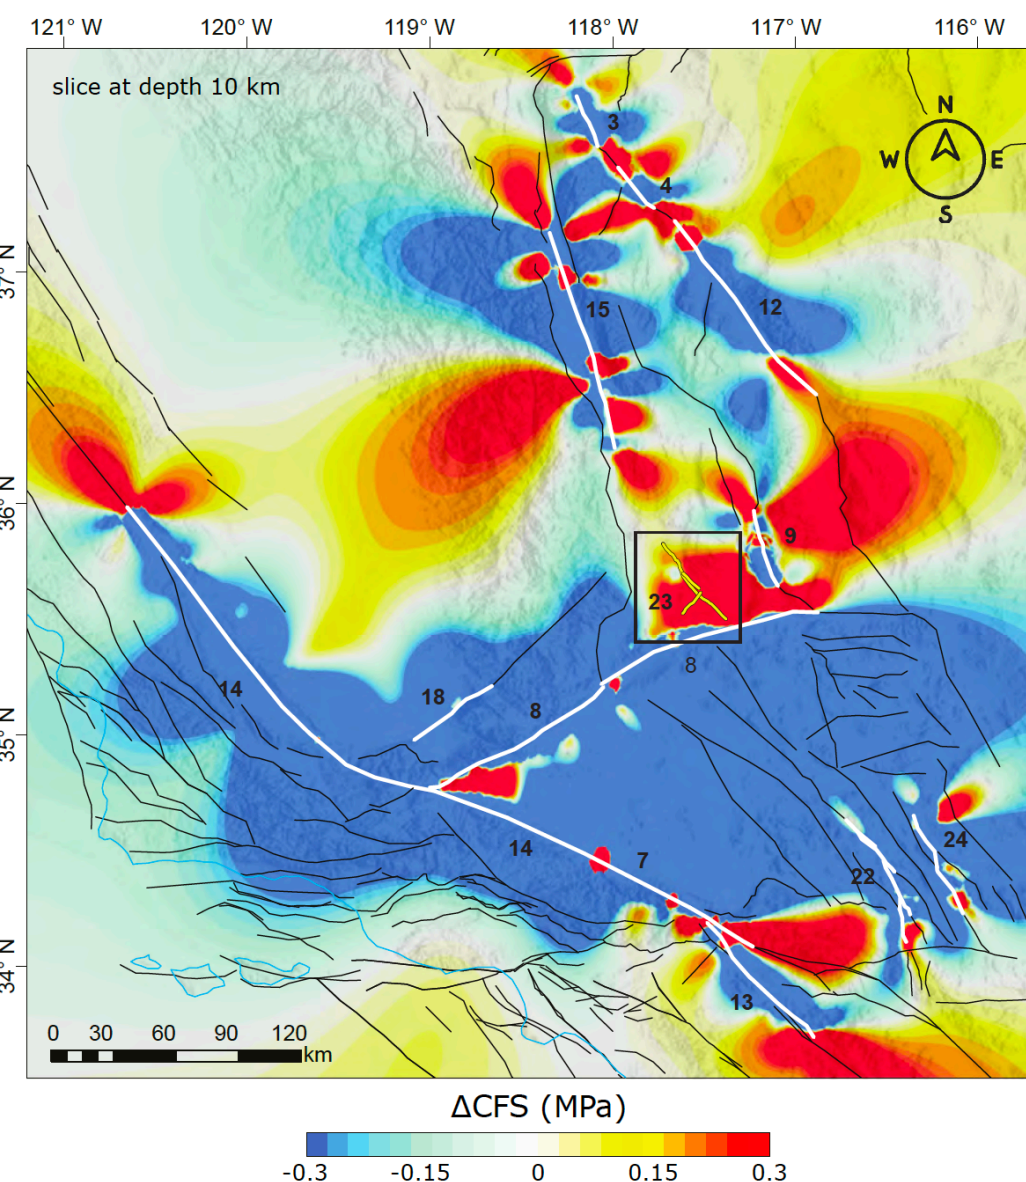 121° W 120° W 119° W 118° W 117° W 116° W
slice at depth 10 km
N
W E
S
3
4
37° N
15
12
36° N
9
23
8
14
18
8
35° N
14
7
24
22
34° N
13
0 30 60 90 120
km
ΔCFS (MPa)
-0.3 -0.15 0 0.15 0.3